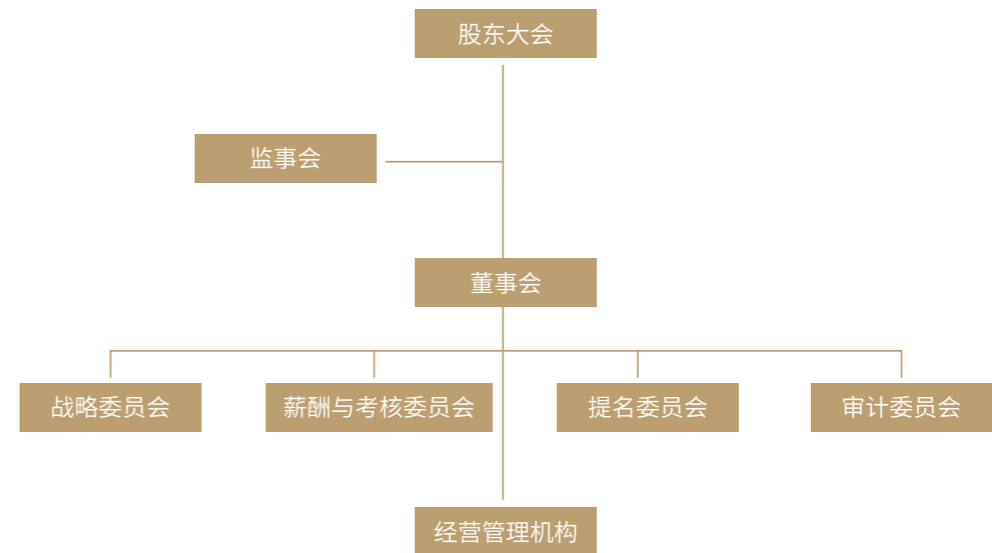 股东大会
监事会
董事会
战略委员会
薪酬与考核委员会
提名委员会
审计委员会
经营管理机构